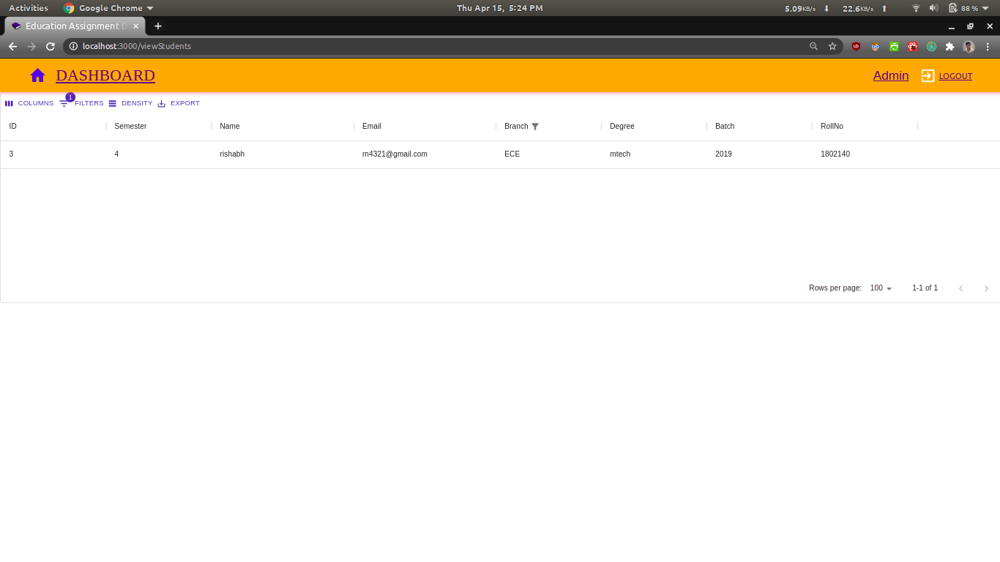 Activities Google Chrome Thu Apr 15, 5:24 PM 5.09KB/s 22.6KB/s 88 %
Education Assignment
localhost:3000/viewStudents
DASHBOARD Admin LOGOUT
COLUMNS 1 FILTERS DENSITY EXPORT
ID Semester Name Email Branch Degree Batch RollNo
3 4 rishabh rn4321@gmail.com ECE mtech 2019 1802140
Rows per page: 100 1-1 of 1